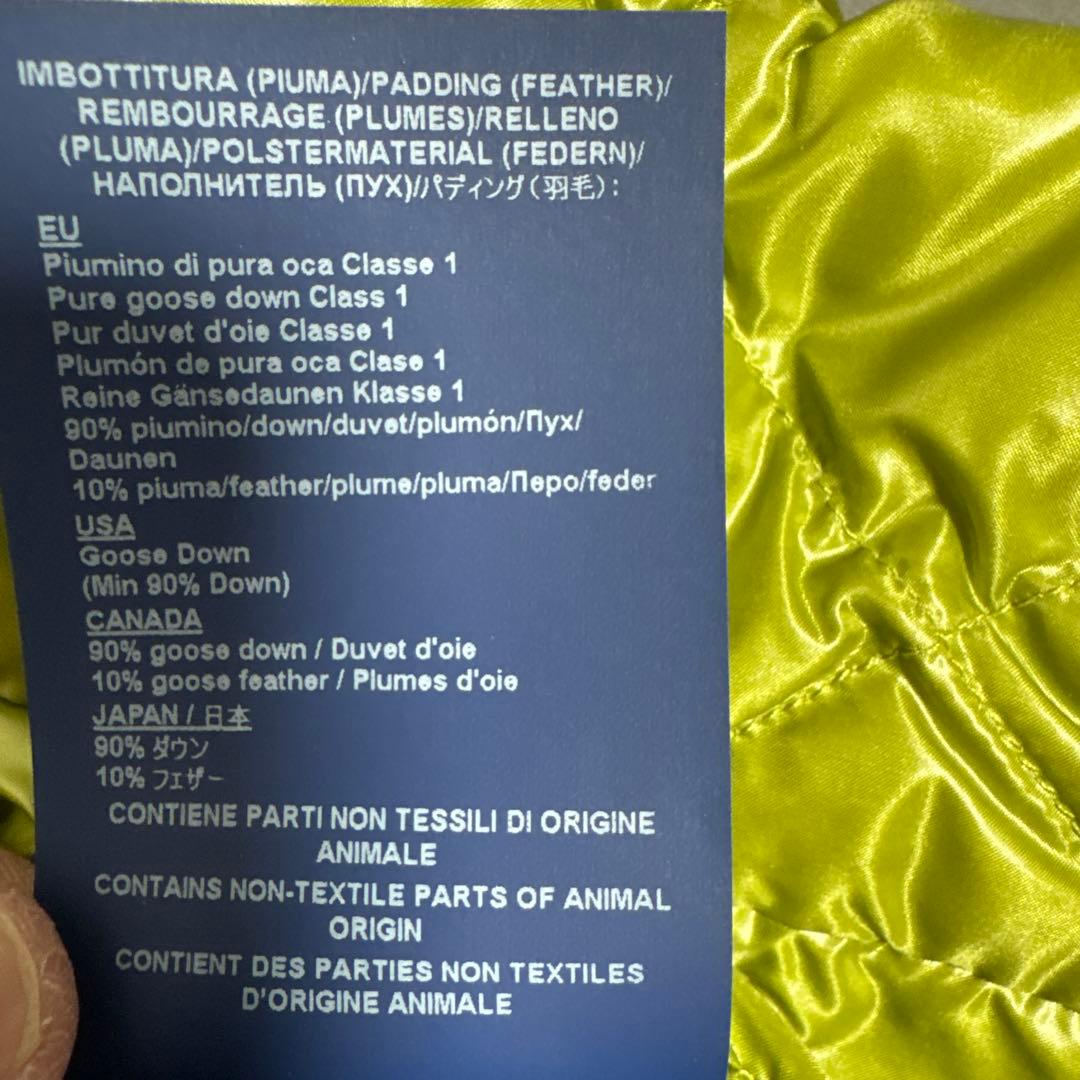 IMBOTTITURA (PIUMA)/PADDING (FEATHER)/
REMBOURRAGE (PLUMES)/RELLENO
(PLUMA)/POLSTERMATERIAL (FEDERN)/
НАПОЛНИТЕЛЬ (ПУХ)/パディング(羽毛):
EU
Piumino di pura oca Classe 1
Pure goose down Class 1
Pur duvet d'oie Classe 1
Plumón de pura oca Clase 1
Reine Gänsedaunen Klasse 1
90% piumino/down/duvet/plumón/Пух/
Daunen
10% piuma/feather/plume/pluma/Перо/feder
USA
Goose Down
(Min 90% Down)
CANADA
90% goose down / Duvet d'oie
10% goose feather / Plumes d'oie
JAPAN / 日本
90% ダウン
10% フェザー
CONTIENE PARTI NON TESSILI DI ORIGINE
ANIMALE
CONTAINS NON-TEXTILE PARTS OF ANIMAL
ORIGIN
CONTIENT DES PARTIES NON TEXTILES
D'ORIGINE ANIMALE